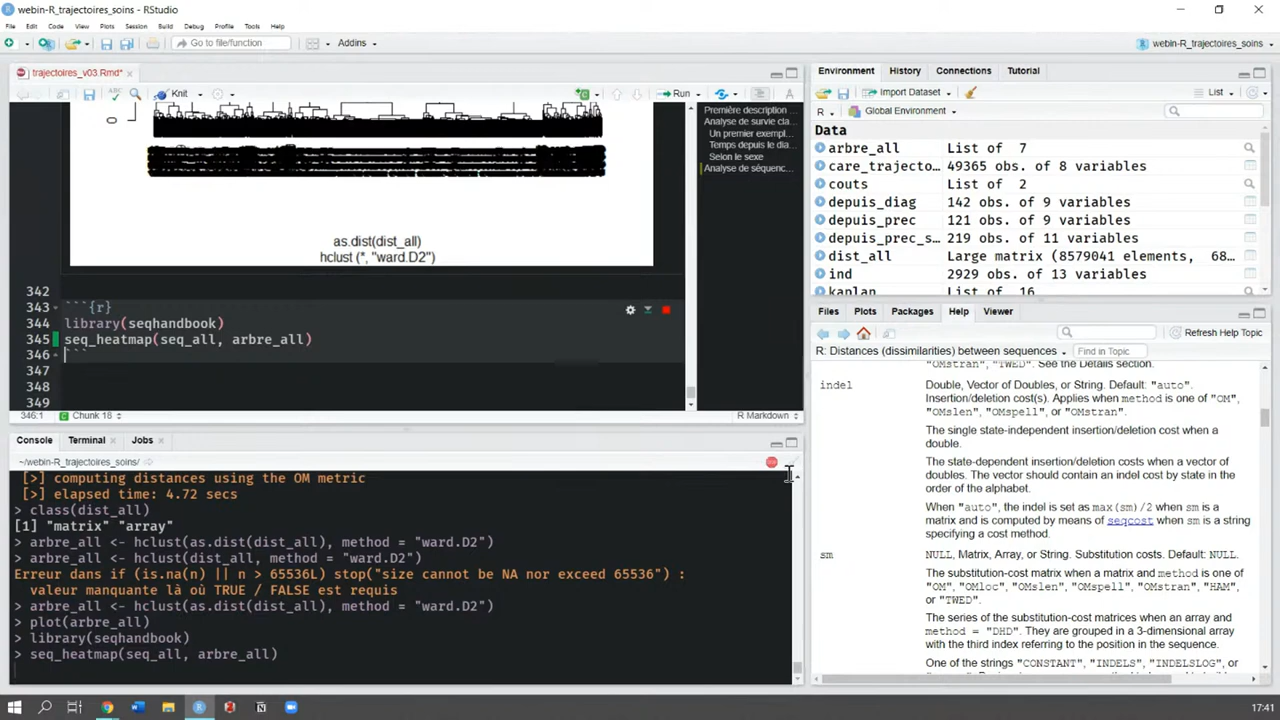 webin-R_trajectoires_soins - RStudio
File Edit Code View Plots Session Build Debug Profile Tools Help
Go to file/function
Addins
webin-R_trajectoires_soins
trajectoires_v03.Rmd*
Knit
Run
as.dist(dist_all)
hclust (*, "ward.D2")
342
343 ```{r}
344 library(seqhandbook)
345 seq_heatmap(seq_all, arbre_all)
346 ```
347
348
349
346:1 Chunk 18 R Markdown
Première description ...
Analyse de survie cla...
Un premier exempl...
Temps depuis le dia...
Selon le sexe
Analyse de séquenc...
Console Terminal Jobs
~/webin-R_trajectoires_soins/
[>] computing distances using the OM metric
[>] elapsed time: 4.72 secs
> class(dist_all)
[1] "matrix" "array"
> arbre_all <- hclust(as.dist(dist_all), method = "ward.D2")
> arbre_all <- hclust(dist_all, method = "ward.D2")
Erreur dans if (is.na(n) || n > 65536L) stop("size cannot be NA nor exceed 65536") :
valeur manquante là où TRUE / FALSE est requis
> arbre_all <- hclust(as.dist(dist_all), method = "ward.D2")
> plot(arbre_all)
> library(seqhandbook)
> seq_heatmap(seq_all, arbre_all)
Environment History Connections Tutorial
Import Dataset
List
R
Global Environment
Data
arbre_all List of 7
care_trajecto... 49365 obs. of 8 variables
couts List of 2
depuis_diag 142 obs. of 9 variables
depuis_prec 121 obs. of 9 variables
depuis_prec_s... 219 obs. of 11 variables
dist_all Large matrix (8579041 elements, 68...
ind 2929 obs. of 13 variables
kaplan List of 16
Files Plots Packages Help Viewer
Refresh Help Topic
R: Distances (dissimilarities) between sequences
Find in Topic
"OMstran", "TWED". See the Details section.
indel Double, Vector of Doubles, or String. Default: "auto".
Insertion/deletion cost(s). Applies when method is one of "OM",
"OMslen", "OMspell", or "OMstran".
The single state-independent insertion/deletion cost when a
double.
The state-dependent insertion/deletion costs when a vector of
doubles. The vector should contain an indel cost by state in the
order of the alphabet.
When "auto", the indel is set as max(sm)/2 when sm is a
matrix and is computed by means of seqcost when sm is a string
specifying a cost method.
sm NULL, Matrix, Array, or String. Substitution costs. Default: NULL.
The substitution-cost matrix when a matrix and method is one of
"OM", "OMloc", "OMslen", "OMspell", "OMstran", "HAM",
or "TWED".
The series of the substitution-cost matrices when an array and
method = "DHD". They are grouped in a 3-dimensional array
with the third index referring to the position in the sequence.
One of the strings "CONSTANT", "INDELS", "INDELSLOG", or
17:41